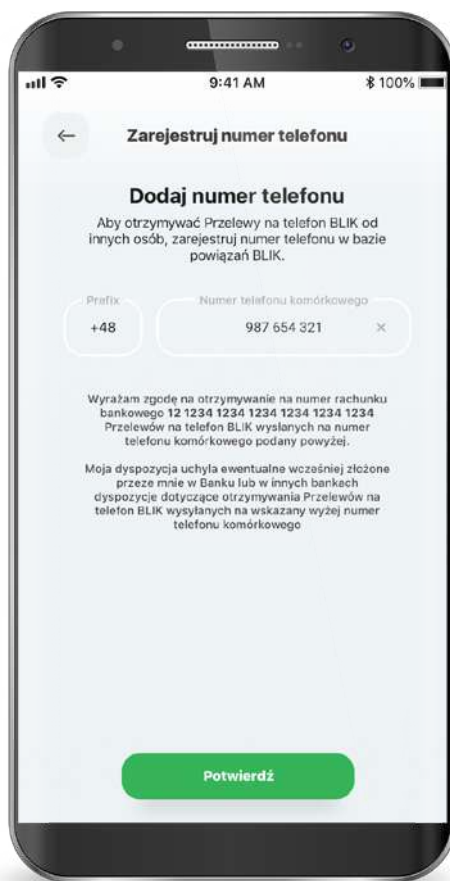 9:41 AM
100%
Zarejestruj numer telefonu
Dodaj numer telefonu
Aby otrzymywać Przelewy na telefon BLIK od
innych osób, zarejestruj numer telefonu w bazie
powiązań BLIK.
Prefix
Numer telefonu komórkowego
+48
987 654 321
Wyrażam zgodę na otrzymywanie na numer rachunku
bankowego 12 1234 1234 1234 1234 1234 1234
Przelewów na telefon BLIK wysłanych na numer
telefonu komórkowego podany powyżej.
Moja dyspozycja uchyla ewentualne wcześniej złożone
przeze mnie w Banku lub w innych bankach
dyspozycje dotyczące otrzymywania Przelewów na
telefon BLIK wysyłanych na wskazany wyżej numer
telefonu komórkowego
Potwierdź